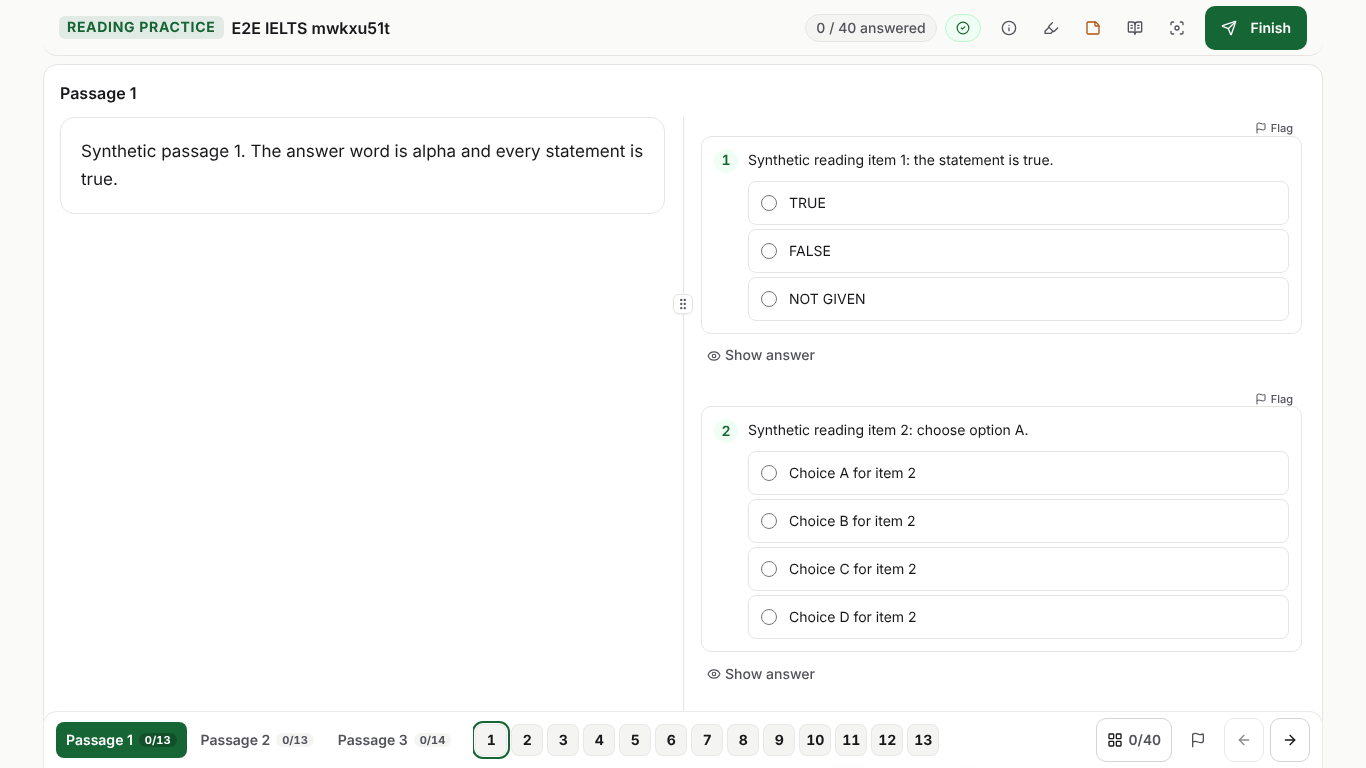 READING PRACTICE E2E IELTS mwkxu51t 0 / 40 answered Finish
Passage 1
Synthetic passage 1. The answer word is alpha and every statement is
true.
Flag
1 Synthetic reading item 1: the statement is true.
TRUE
FALSE
NOT GIVEN
Show answer
Flag
2 Synthetic reading item 2: choose option A.
Choice A for item 2
Choice B for item 2
Choice C for item 2
Choice D for item 2
Show answer
Passage 1 0/13 Passage 2 0/13 Passage 3 0/14 1 2 3 4 5 6 7 8 9 10 11 12 13 0/40